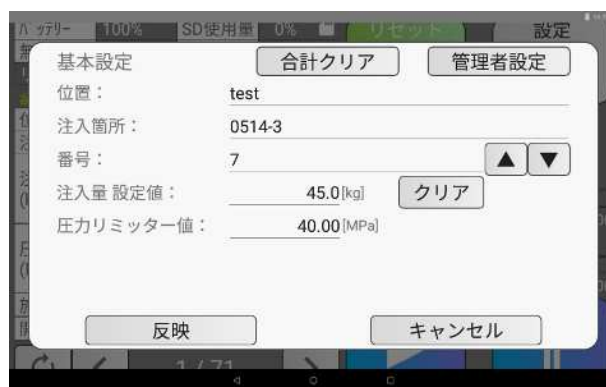 バッテリー 100% SD使用量 0% リセット 設定
基本設定 合計クリア 管理者設定
位置： test
注入箇所： 0514-3
番号： 7 ▲ ▼
注入量 設定値： 45.0 [kg] クリア
圧力リミッター値： 40.00 [MPa]
反映 キャンセル
1 / 71